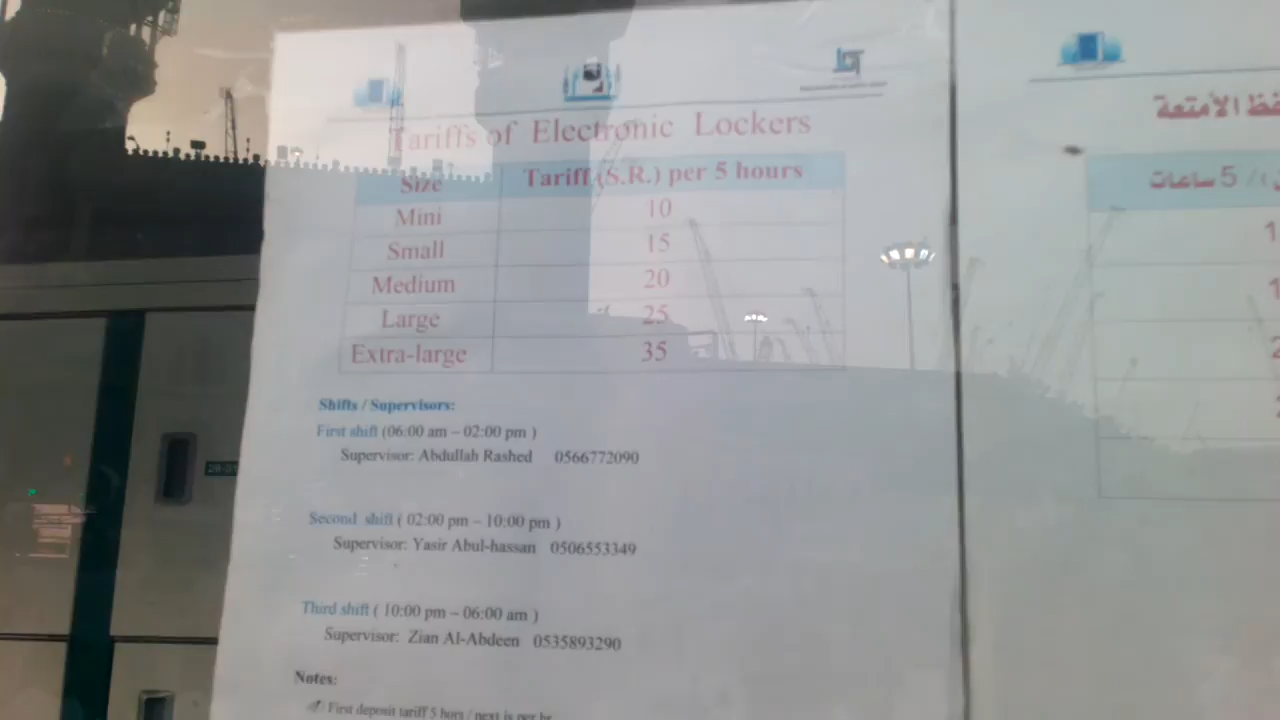 Tariffs of Electronic Lockers
Size Tariff (S.R.) per 5 hours
Mini 10
Small 15
Medium 20
Large 25
Extra-large 35
Shifts / Supervisors:
First shift (06:00 am – 02:00 pm )
Supervisor: Abdullah Rashed 0566772090
Second shift ( 02:00 pm – 10:00 pm )
Supervisor: Yasir Abul-hassan 0506553349
Third shift ( 10:00 pm – 06:00 am )
Supervisor: Zian Al-Abdeen 0535893290
Notes:
First deposit tariff 5 hors / next is per hr
الأمتعة
5 ساعات